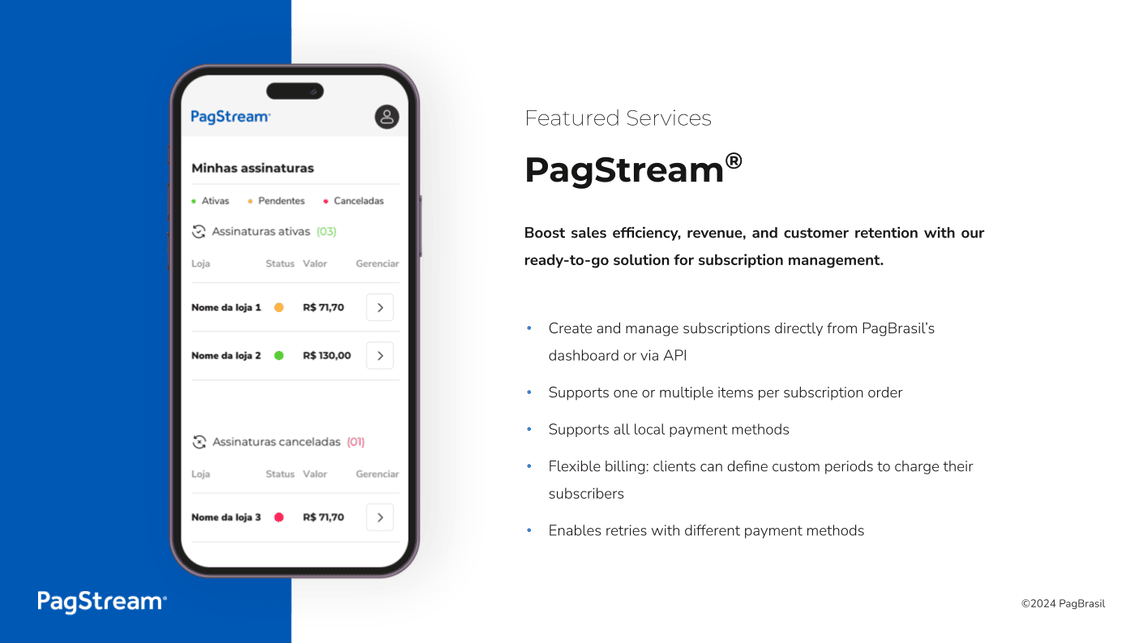 PagStream
Minhas assinaturas
Ativas Pendentes Canceladas
Assinaturas ativas (03)
Loja Status Valor Gerenciar
Nome da loja 1 R$ 71,70
Nome da loja 2 R$ 130,00
Assinaturas canceladas (01)
Loja Status Valor Gerenciar
Nome da loja 3 R$ 71,70
PagStream
Featured Services
PagStream®
Boost sales efficiency, revenue, and customer retention with our
ready-to-go solution for subscription management.
• Create and manage subscriptions directly from PagBrasil’s
dashboard or via API
• Supports one or multiple items per subscription order
• Supports all local payment methods
• Flexible billing: clients can define custom periods to charge their
subscribers
• Enables retries with different payment methods
©2024 PagBrasil